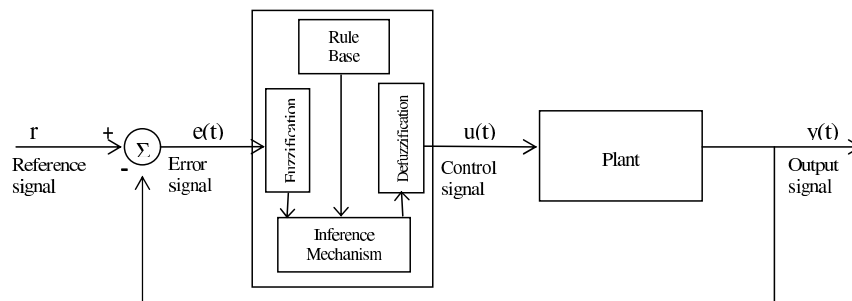 Rule
Base
r
+
Σ
-
e(t)
Reference
signal
Error
signal
Fuzzification
Defuzzification
Inference
Mechanism
u(t)
Control
signal
Plant
y(t)
Output
signal